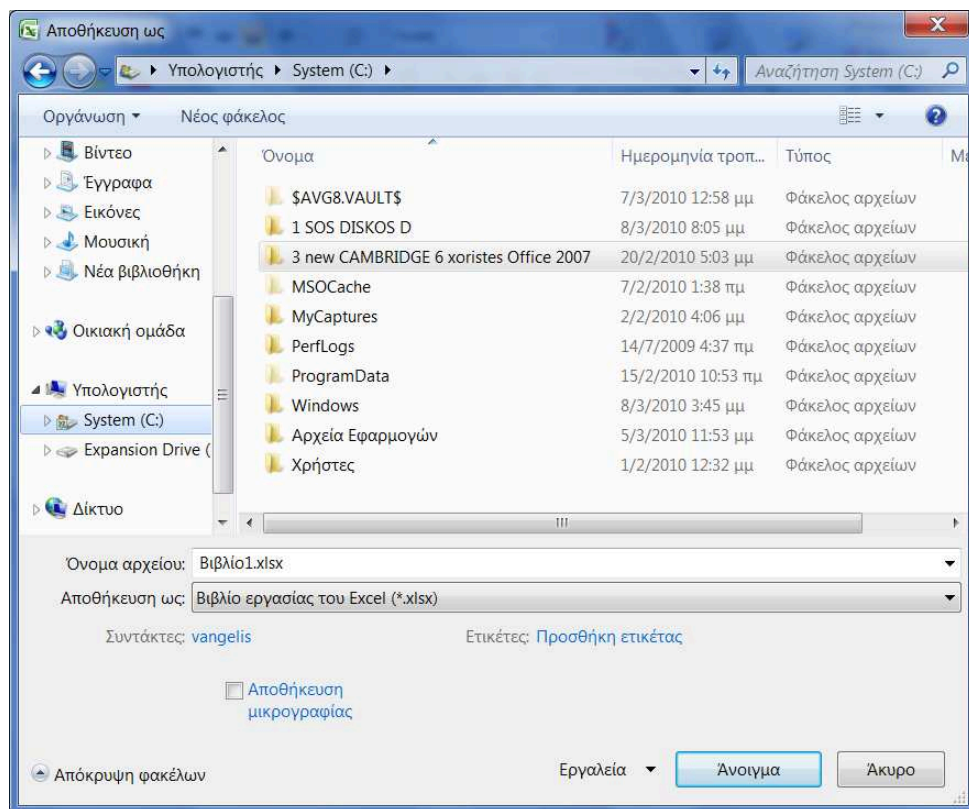 Αποθήκευση ως
Υπολογιστής System (C:) Αναζήτηση System (C:)
Οργάνωση Νέος φάκελος
Βίντεο
Έγγραφα
Εικόνες
Μουσική
Νέα βιβλιοθήκη
Οικιακή ομάδα
Υπολογιστής
System (C:)
Expansion Drive (
Δίκτυο
Όνομα Ημερομηνία τροπ... Τύπος Με
$AVG8.VAULT$ 7/3/2010 12:58 μμ Φάκελος αρχείων
1 SOS DISKOS D 8/3/2010 8:05 μμ Φάκελος αρχείων
3 new CAMBRIDGE 6 xoristes Office 2007 20/2/2010 5:03 μμ Φάκελος αρχείων
MSOCache 7/2/2010 1:38 πμ Φάκελος αρχείων
MyCaptures 2/2/2010 4:06 μμ Φάκελος αρχείων
PerfLogs 14/7/2009 4:37 πμ Φάκελος αρχείων
ProgramData 15/2/2010 10:53 πμ Φάκελος αρχείων
Windows 8/3/2010 3:45 μμ Φάκελος αρχείων
Αρχεία Εφαρμογών 5/3/2010 11:53 μμ Φάκελος αρχείων
Χρήστες 1/2/2010 12:32 μμ Φάκελος αρχείων
Όνομα αρχείου: Βιβλίο1.xlsx
Αποθήκευση ως: Βιβλίο εργασίας του Excel (*.xlsx)
Συντάκτες: vangelis Ετικέτες: Προσθήκη ετικέτας
Αποθήκευση
μικρογραφίας
Απόκρυψη φακέλων Εργαλεία Άνοιγμα Άκυρο